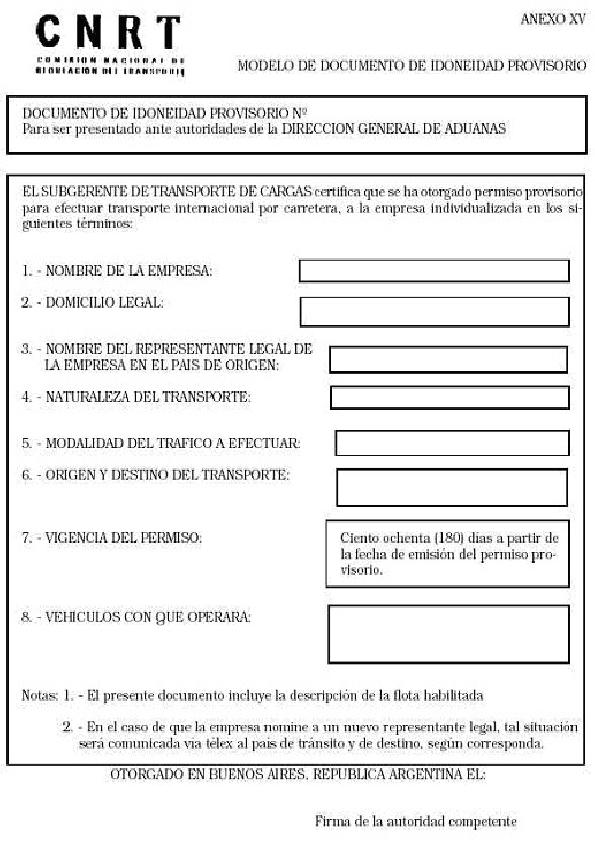 CNRT
COMISION NACIONAL DE
REGULACION DEL TRANSPORTE
ANEXO XV
MODELO DE DOCUMENTO DE IDONEIDAD PROVISORIO
DOCUMENTO DE IDONEIDAD PROVISORIO Nº
Para ser presentado ante autoridades de la DIRECCION GENERAL DE ADUANAS
EL SUBGERENTE DE TRANSPORTE DE CARGAS certifica que se ha otorgado permiso provisorio
para efectuar transporte internacional por carretera, a la empresa individualizada en los si-
guientes términos:
1. - NOMBRE DE LA EMPRESA:
2. - DOMICILIO LEGAL:
3. - NOMBRE DEL REPRESENTANTE LEGAL DE
LA EMPRESA EN EL PAIS DE ORIGEN:
4. - NATURALEZA DEL TRANSPORTE:
5. - MODALIDAD DEL TRAFICO A EFECTUAR:
6. - ORIGEN Y DESTINO DEL TRANSPORTE:
7. - VIGENCIA DEL PERMISO:
Ciento ochenta (180) días a partir de
la fecha de emisión del permiso pro-
visorio.
8. - VEHICULOS CON QUE OPERARA:
Notas: 1. - El presente documento incluye la descripción de la flota habilitada
2. - En el caso de que la empresa nomine a un nuevo representante legal, tal situación
será comunicada vía télex al país de tránsito y de destino, según corresponda.
OTORGADO EN BUENOS AIRES, REPUBLICA ARGENTINA EL:
Firma de la autoridad competente